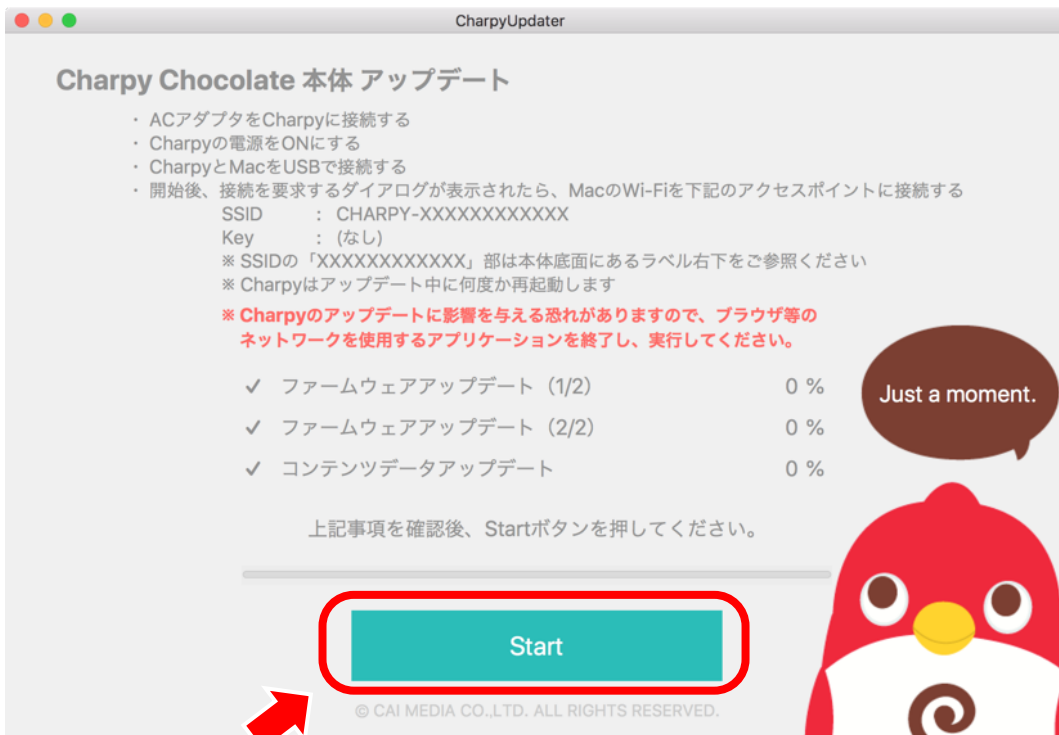 CharpyUpdater
Charpy Chocolate 本体 アップデート
・ ACアダプタをCharpyに接続する
・ Charpyの電源をONにする
・ CharpyとMacをUSBで接続する
・ 開始後、接続を要求するダイアログが表示されたら、MacのWi-Fiを下記のアクセスポイントに接続する
SSID : CHARPY-XXXXXXXXXXXX
Key : (なし)
※ SSIDの「XXXXXXXXXXXX」部は本体底面にあるラベル右下をご参照ください
※ Charpyはアップデート中に何度か再起動します
※ Charpyのアップデートに影響を与える恐れがありますので、ブラウザ等の
ネットワークを使用するアプリケーションを終了し、実行してください。
✓ ファームウェアアップデート（1/2） 0 %
✓ ファームウェアアップデート（2/2） 0 %
✓ コンテンツデータアップデート 0 %
Just a moment.
上記事項を確認後、Startボタンを押してください。
Start
© CAI MEDIA CO.,LTD. ALL RIGHTS RESERVED.